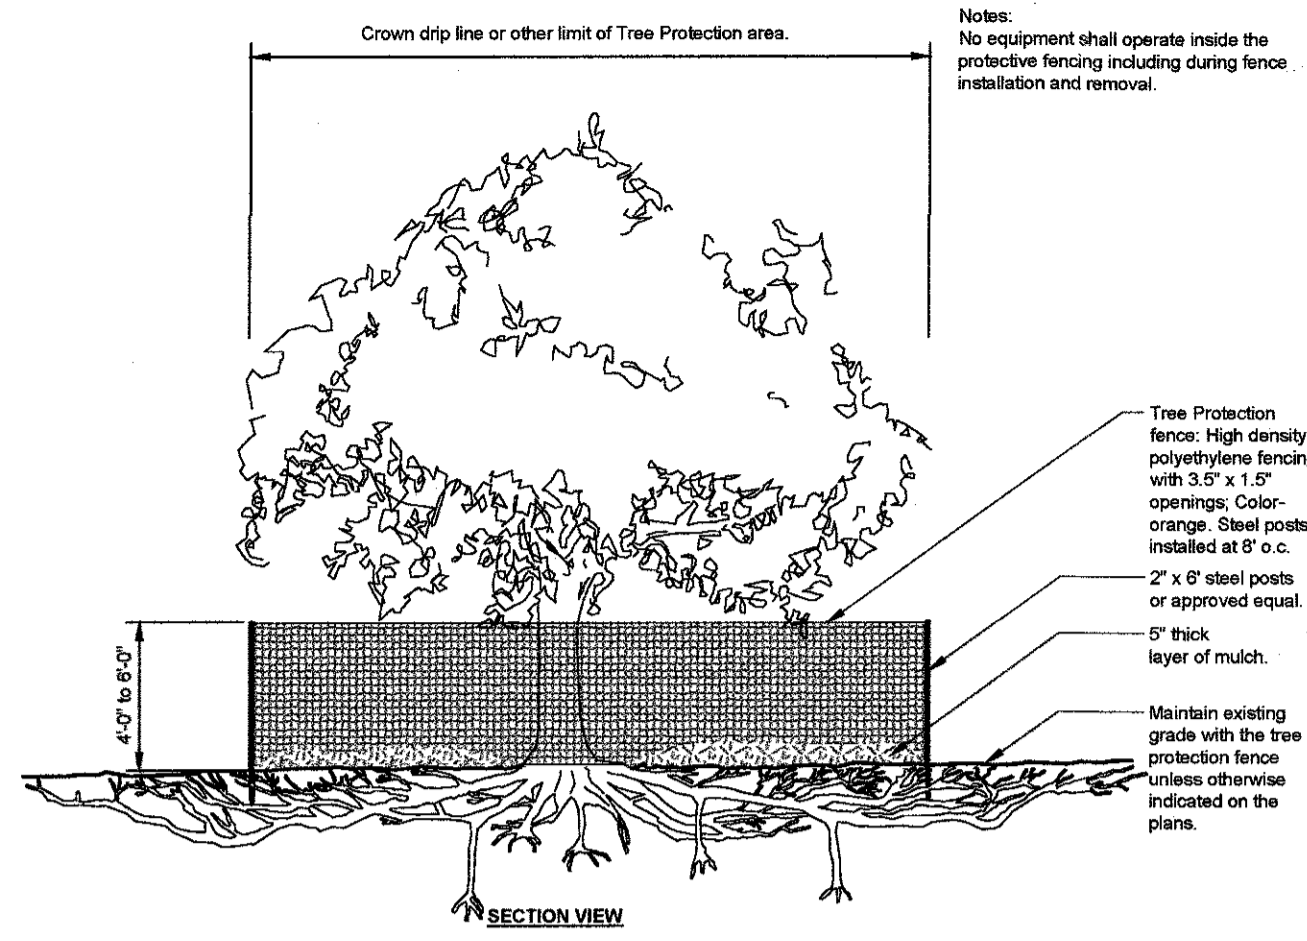 Crown drip line or other limit of Tree Protection area.
Notes:
No equipment shall operate inside the
protective fencing including during fence
installation and removal.
Tree Protection
fence: High density
polyethylene fencin
with 3.5" x 1.5"
openings; Color-
orange. Steel posts
installed at 8' o.c.
2" x 6' steel posts
or approved equal.
5" thick
layer of mulch.
Maintain existing
grade with the tree
protection fence
unless otherwise
indicated on the
plans.
4'-0" to 6'-0"
SECTION VIEW